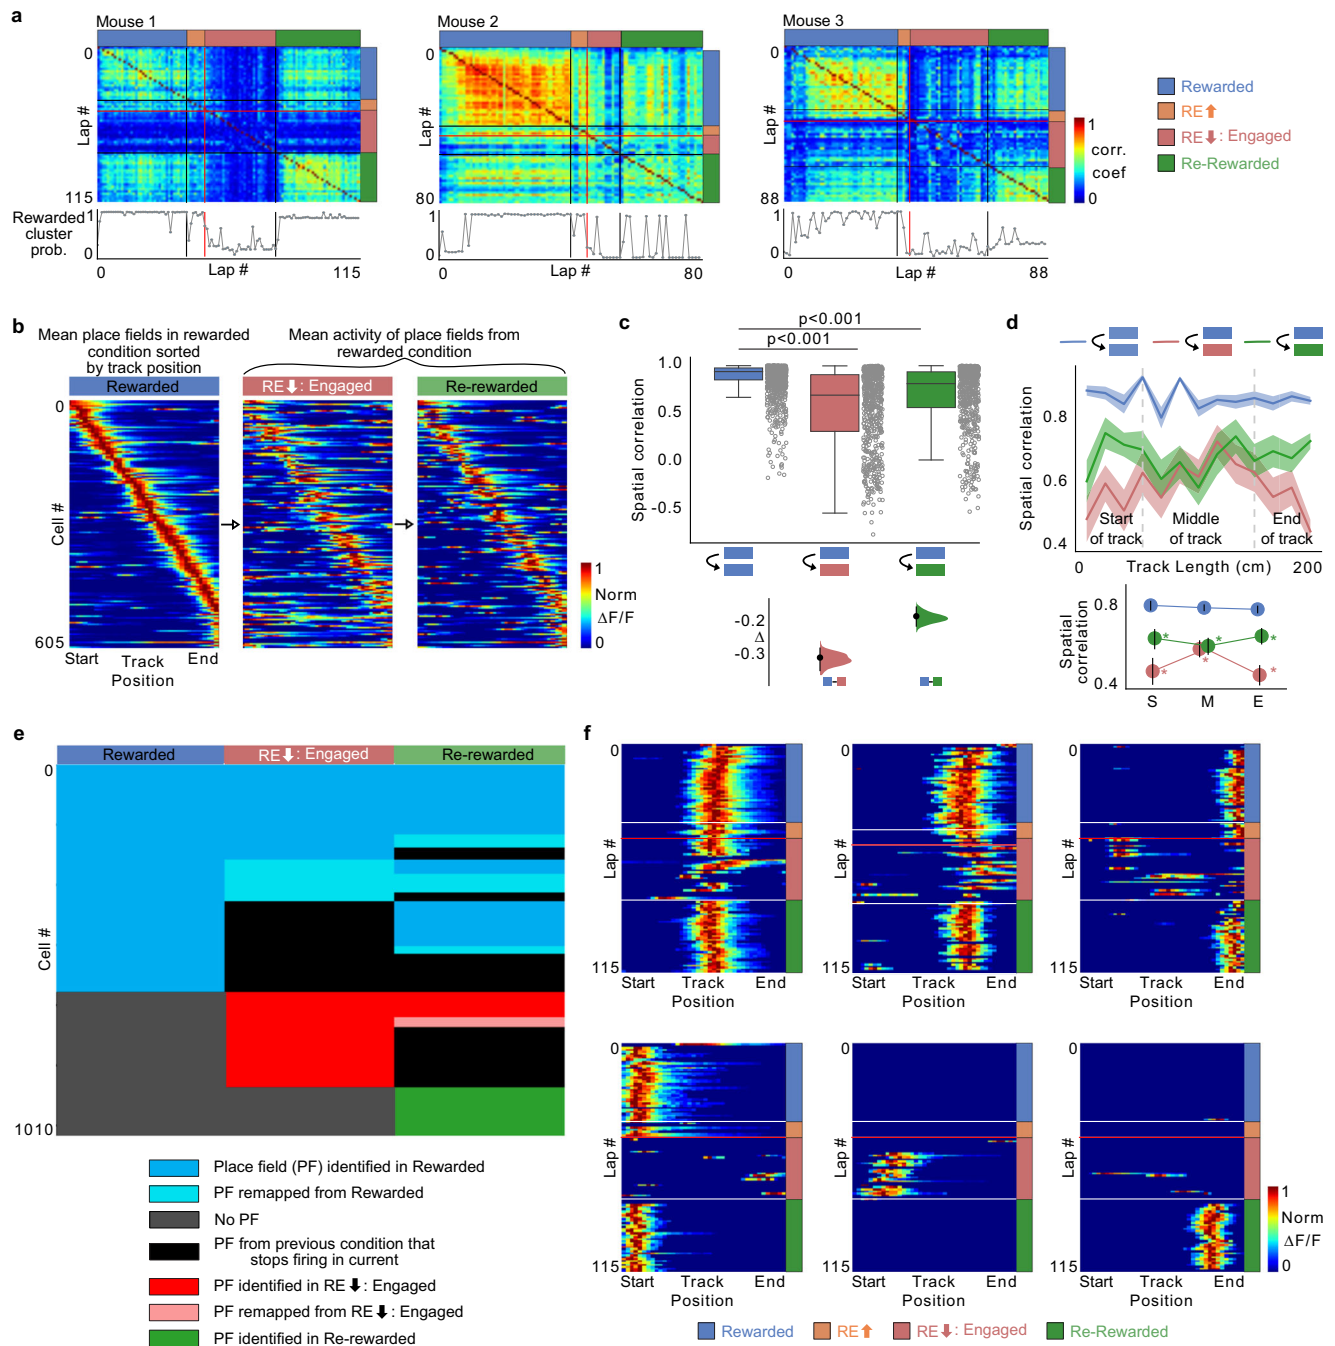 a
Mouse 1
Mouse 2
Mouse 3
0
Lap #
115
0
Lap #
80
0
Lap #
88
1
corr.
coef
0
Rewarded
RE⬆
RE⬇: Engaged
Re-Rewarded
Rewarded
cluster
prob.
1
0
0
Lap #
115
1
0
0
Lap #
80
1
0
0
Lap #
88
b
Mean place fields in rewarded
condition sorted
by track position
Mean activity of place fields from
rewarded condition
Rewarded
RE⬇: Engaged
Re-rewarded
0
Cell #
605
Start
Track
Position
End
1
Norm
ΔF/F
0
c
p<0.001
p<0.001
Spatial correlation
1.0
0.5
0.0
-0.5
-0.2
Δ
-0.3
d
Spatial correlation
0.8
0.6
0.4
Start
of track
Middle
of track
End
of track
0
Track Length (cm)
200
Spatial
correlation
0.8
0.4
* * *
* * *
S
M
E
e
Rewarded
RE⬇: Engaged
Re-rewarded
0
Cell #
1010
Place field (PF) identified in Rewarded
PF remapped from Rewarded
No PF
PF from previous condition that
stops firing in current
PF identified in RE⬇: Engaged
PF remapped from RE⬇: Engaged
PF identified in Re-rewarded
f
0
Lap #
115
Start
Track
Position
End
0
Lap #
115
Start
Track
Position
End
0
Lap #
115
Start
Track
Position
End
0
Lap #
115
Start
Track
Position
End
0
Lap #
115
Start
Track
Position
End
0
Lap #
115
Start
Track
Position
End
1
Norm
ΔF/F
0
Rewarded
RE⬆
RE⬇: Engaged
Re-Rewarded